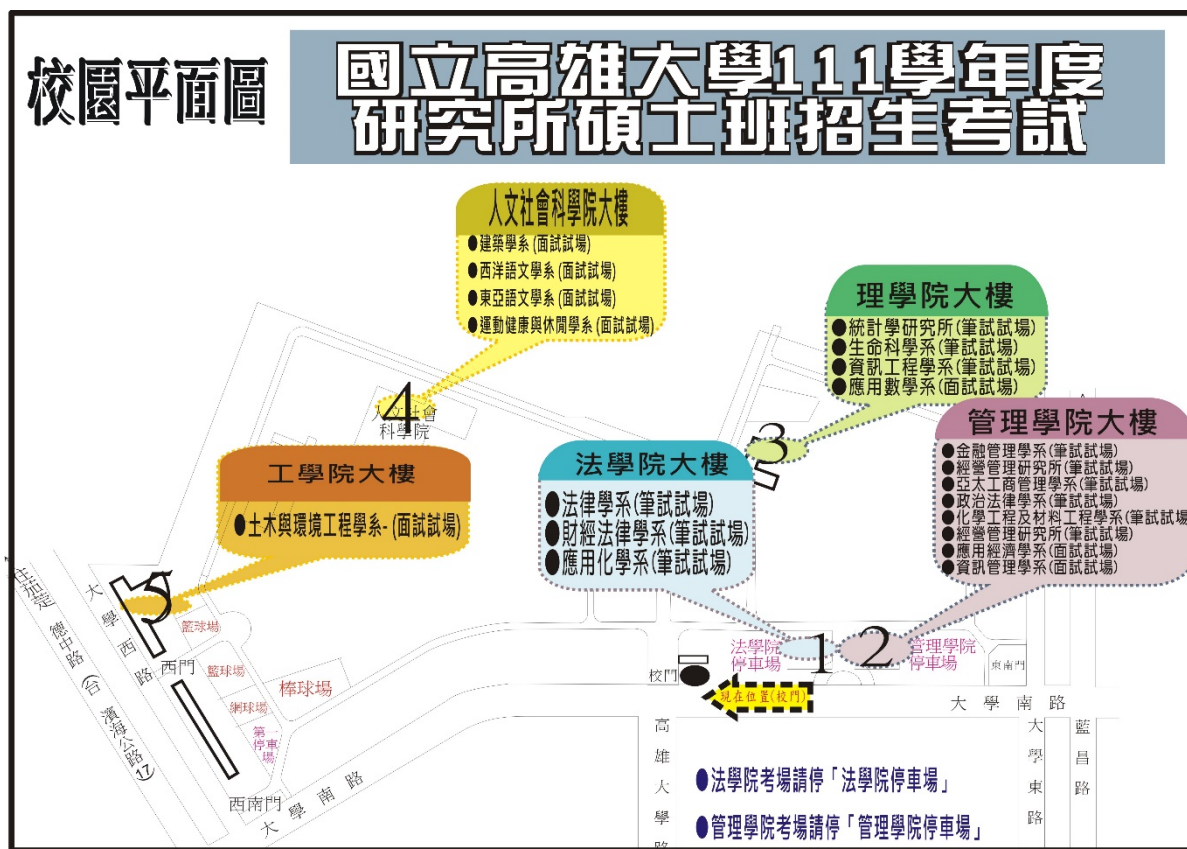 校園平面圖
國立高雄大學111學年度
研究所碩士班招生考試
人文社會科學院大樓
●建築學系(面試試場)
●西洋語文學系(面試試場)
●東亞語文學系(面試試場)
●運動健康與休閒學系(面試試場)
理學院大樓
●統計學研究所(筆試試場)
●生命科學系(筆試試場)
●資訊工程學系(筆試試場)
●應用數學系(面試試場)
管理學院大樓
●金融管理學系(筆試試場)
●經營管理研究所(筆試試場)
●亞太工商管理學系(筆試試場)
●政治法律學系(筆試試場)
●化學工程及材料工程學系(筆試試場)
●經營管理研究所(筆試試場)
●應用經濟學系(面試試場)
●資訊管理學系(面試試場)
4
人文社會
科學院
3
工學院大樓
●土木與環境工程學系-(面試試場)
法學院大樓
●法律學系(筆試試場)
●財經法律學系(筆試試場)
●應用化學系(筆試試場)
5
往茄萣
德中路(台
濱海公路(17)
大學西路
籃球場
西門
籃球場
網球場
棒球場
第
停車場
西南門
大學南路
法學院
停車場
1
2
管理學院
停車場
東南門
校門
現在位置(校門)
大學南路
高雄大學路
大學東路
藍昌路
●法學院考場請停「法學院停車場」
●管理學院考場請停「管理學院停車場」